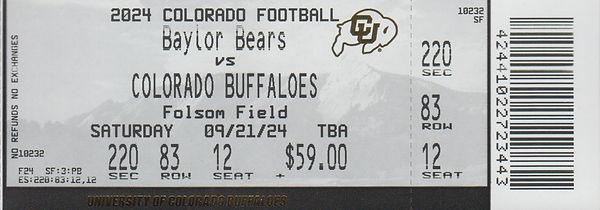 2024 COLORADO FOOTBALL
Baylor Bears
vs
COLORADO BUFFALOES
Folsom Field
SATURDAY 09/21/24 TBA
220 83 12 $59.00
SEC ROW SEAT +
NO REFUNDS NO EXCHANGES
10232
F24 SF:3:PB
ES:220:83:12,12
UNIVERSITY OF COLORADO BUFFALOES
CU
10232
SF
220
SEC
83
ROW
12
SEAT
42441022723443